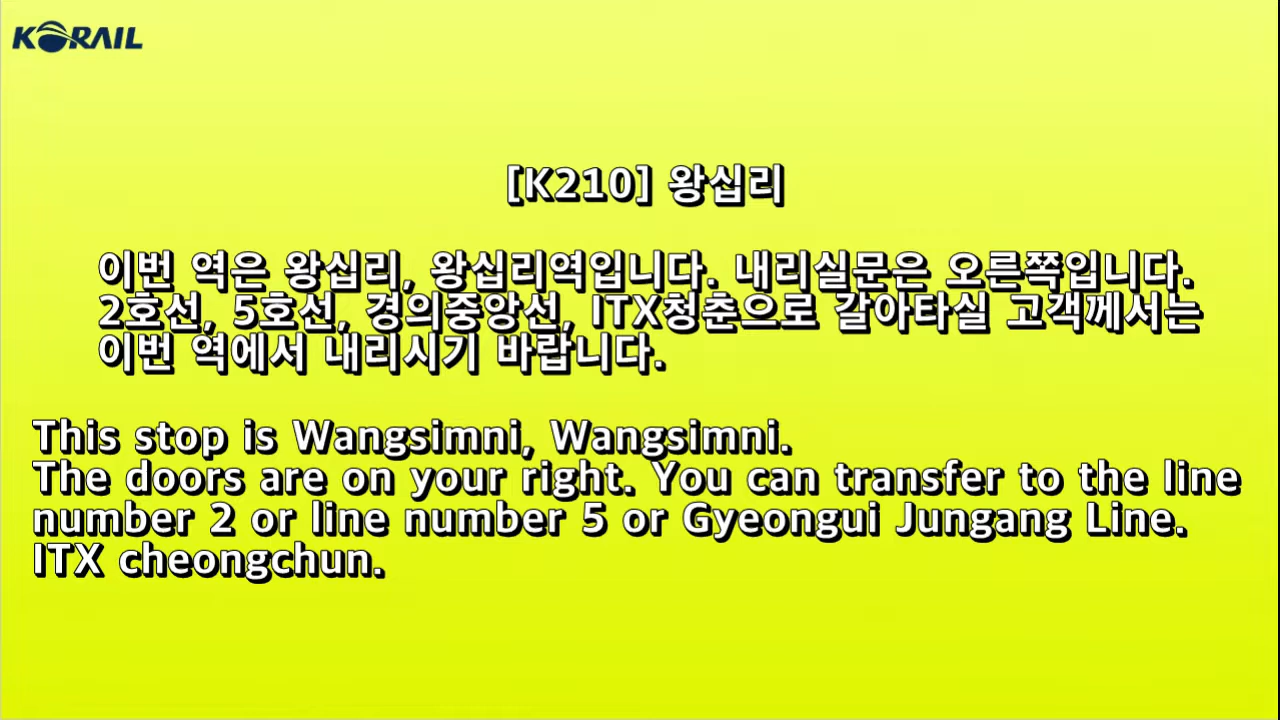 KORAIL
[K210] 왕십리
이번 역은 왕십리, 왕십리역입니다. 내리실문은 오른쪽입니다.
2호선, 5호선, 경의중앙선, ITX청춘으로 갈아타실 고객께서는
이번 역에서 내리시기 바랍니다.
This stop is Wangsimni, Wangsimni.
The doors are on your right. You can transfer to the line
number 2 or line number 5 or Gyeongui Jungang Line.
ITX cheongchun.